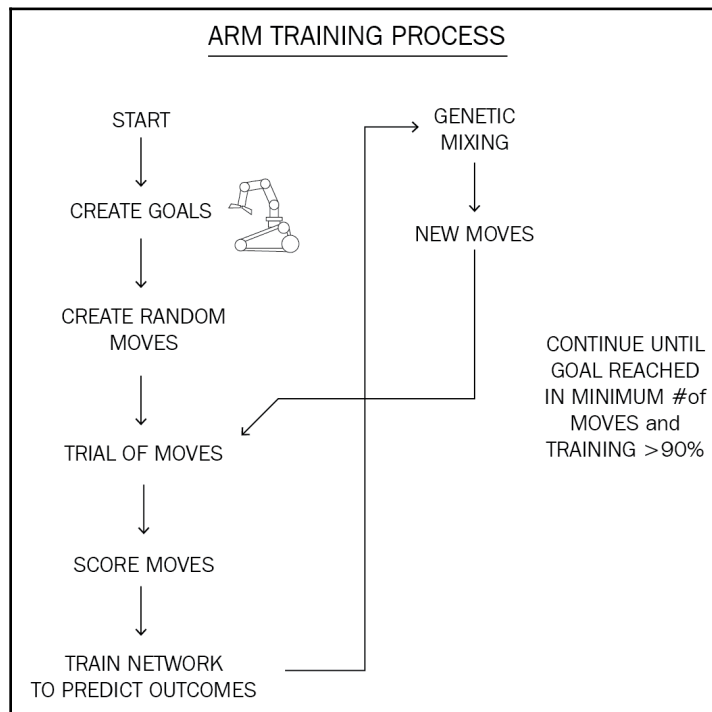 ARM TRAINING PROCESS
START
CREATE GOALS
CREATE RANDOM
MOVES
TRIAL OF MOVES
SCORE MOVES
TRAIN NETWORK
TO PREDICT OUTCOMES
GENETIC
MIXING
NEW MOVES
CONTINUE UNTIL
GOAL REACHED
IN MINIMUM #of
MOVES and
TRAINING >90%